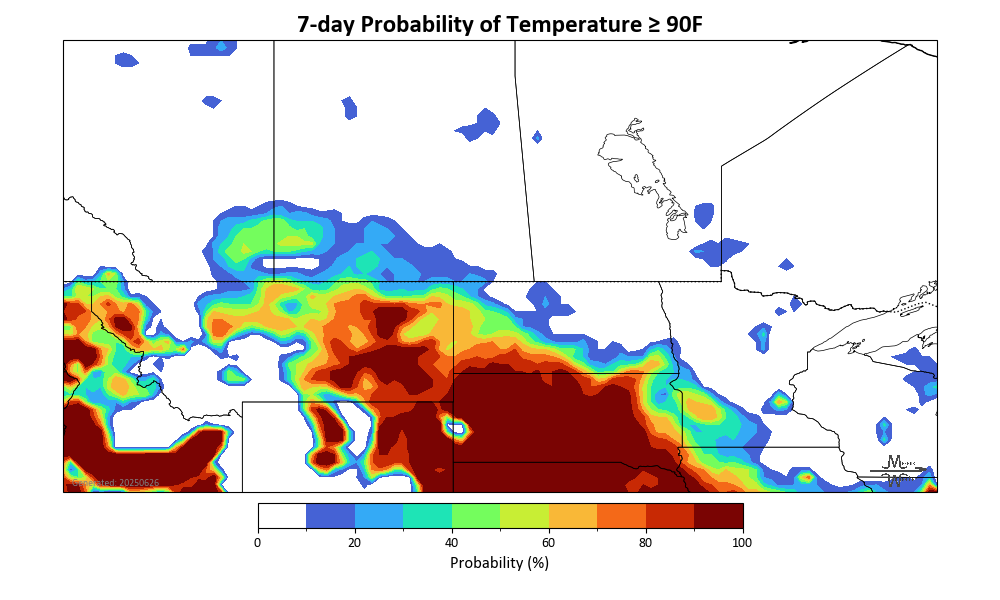 7-day Probability of Temperature ≥ 90F
Generated: 20250626
0 20 40 60 80 100
Probability (%)